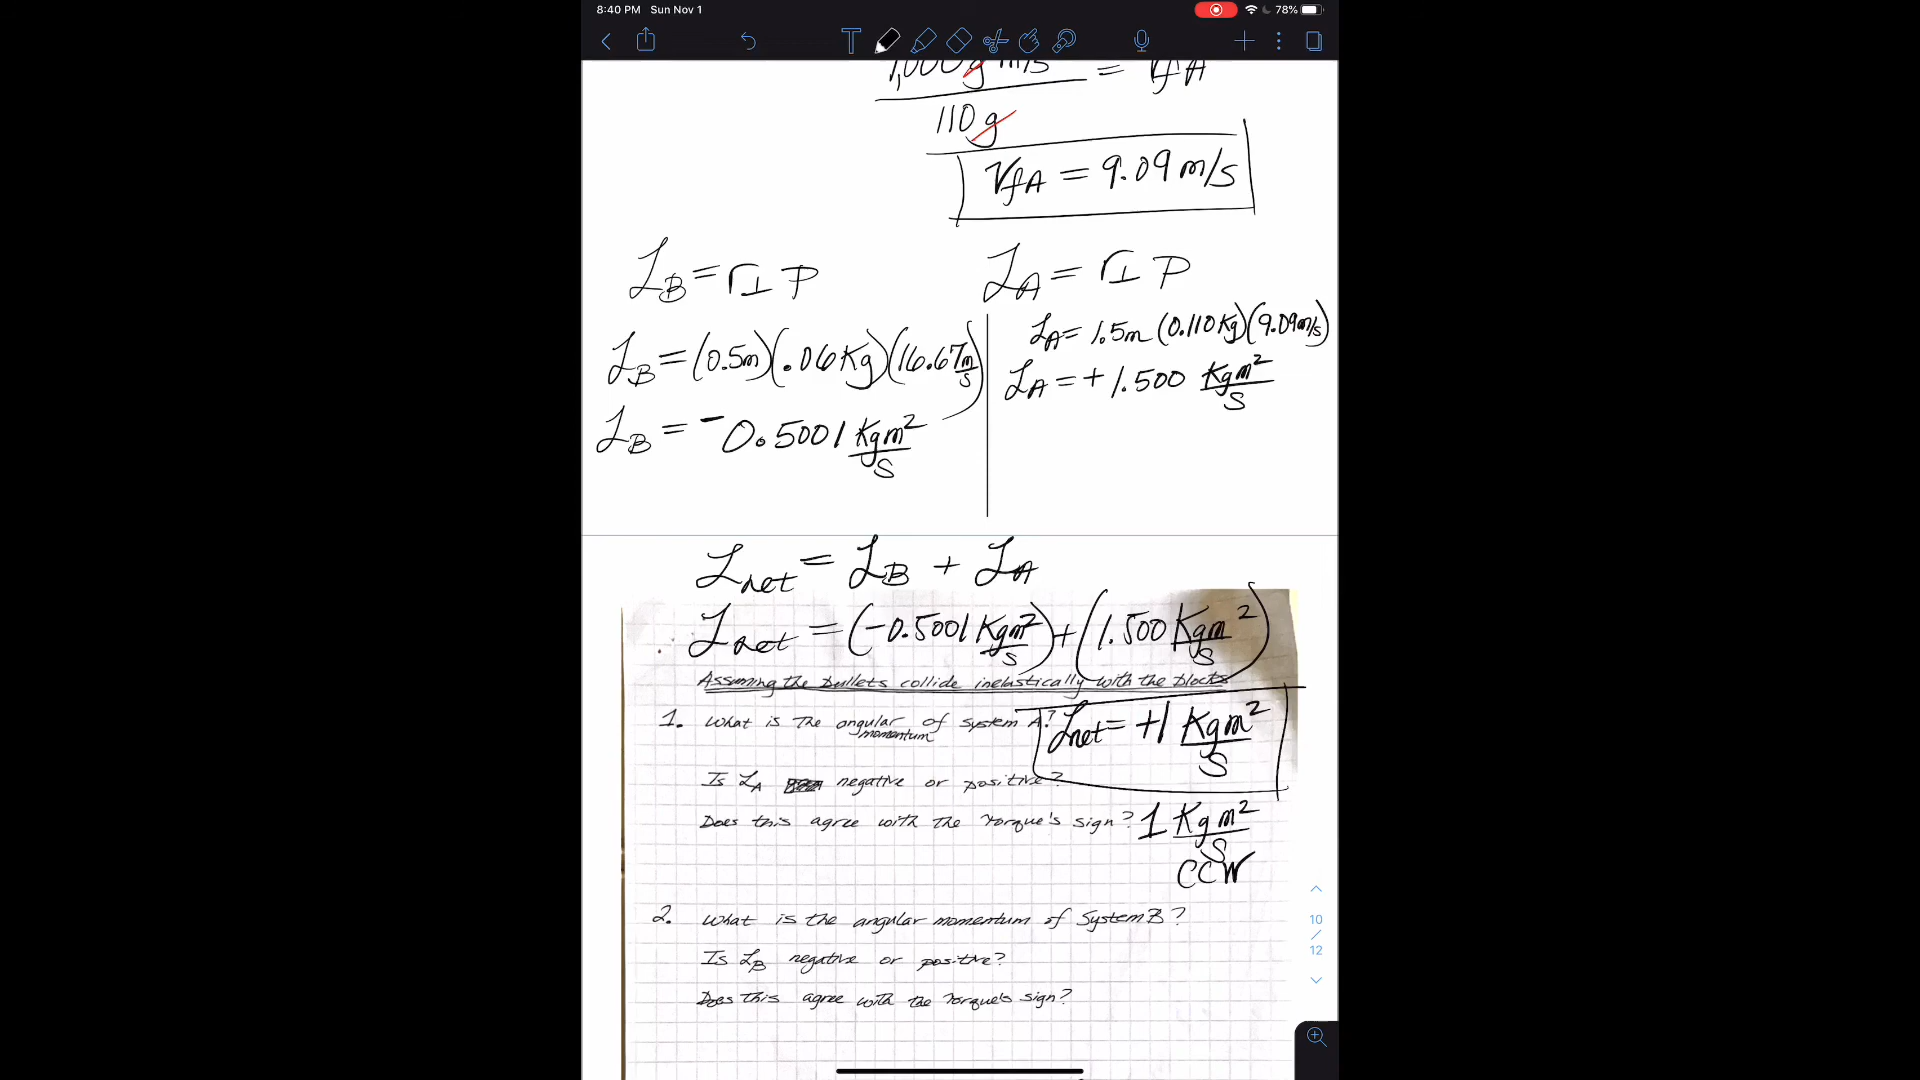 8:40 PM Sun Nov 1
78%
1,000 g m/s = VfA
110 g
VfA = 9.09 m/s
LB = r⊥ P
LA = r⊥ P
LB = (0.5m)(.06 Kg)(16.67 m/s)
LA = 1.5m (0.110 Kg)(9.09 m/s)
LB = -0.5001 Kgm²/S
LA = + 1.500 Kgm²/S
Lnet = LB + LA
Lnet = (-0.5001 Kgm²/S) + (1.500 Kgm²/S)
Assuming the bullets collide inelastically with the blocks
1. What is The angular momentum of System A?
Lnet = +1 Kgm²/S
Is LA negative or positive?
Does this agree with the Torque's sign?
1 Kgm²/S
CCW
2. What is the angular momentum of System B?
Is LB negative or positive?
Does this agree with the Torque's sign?
10
/
12